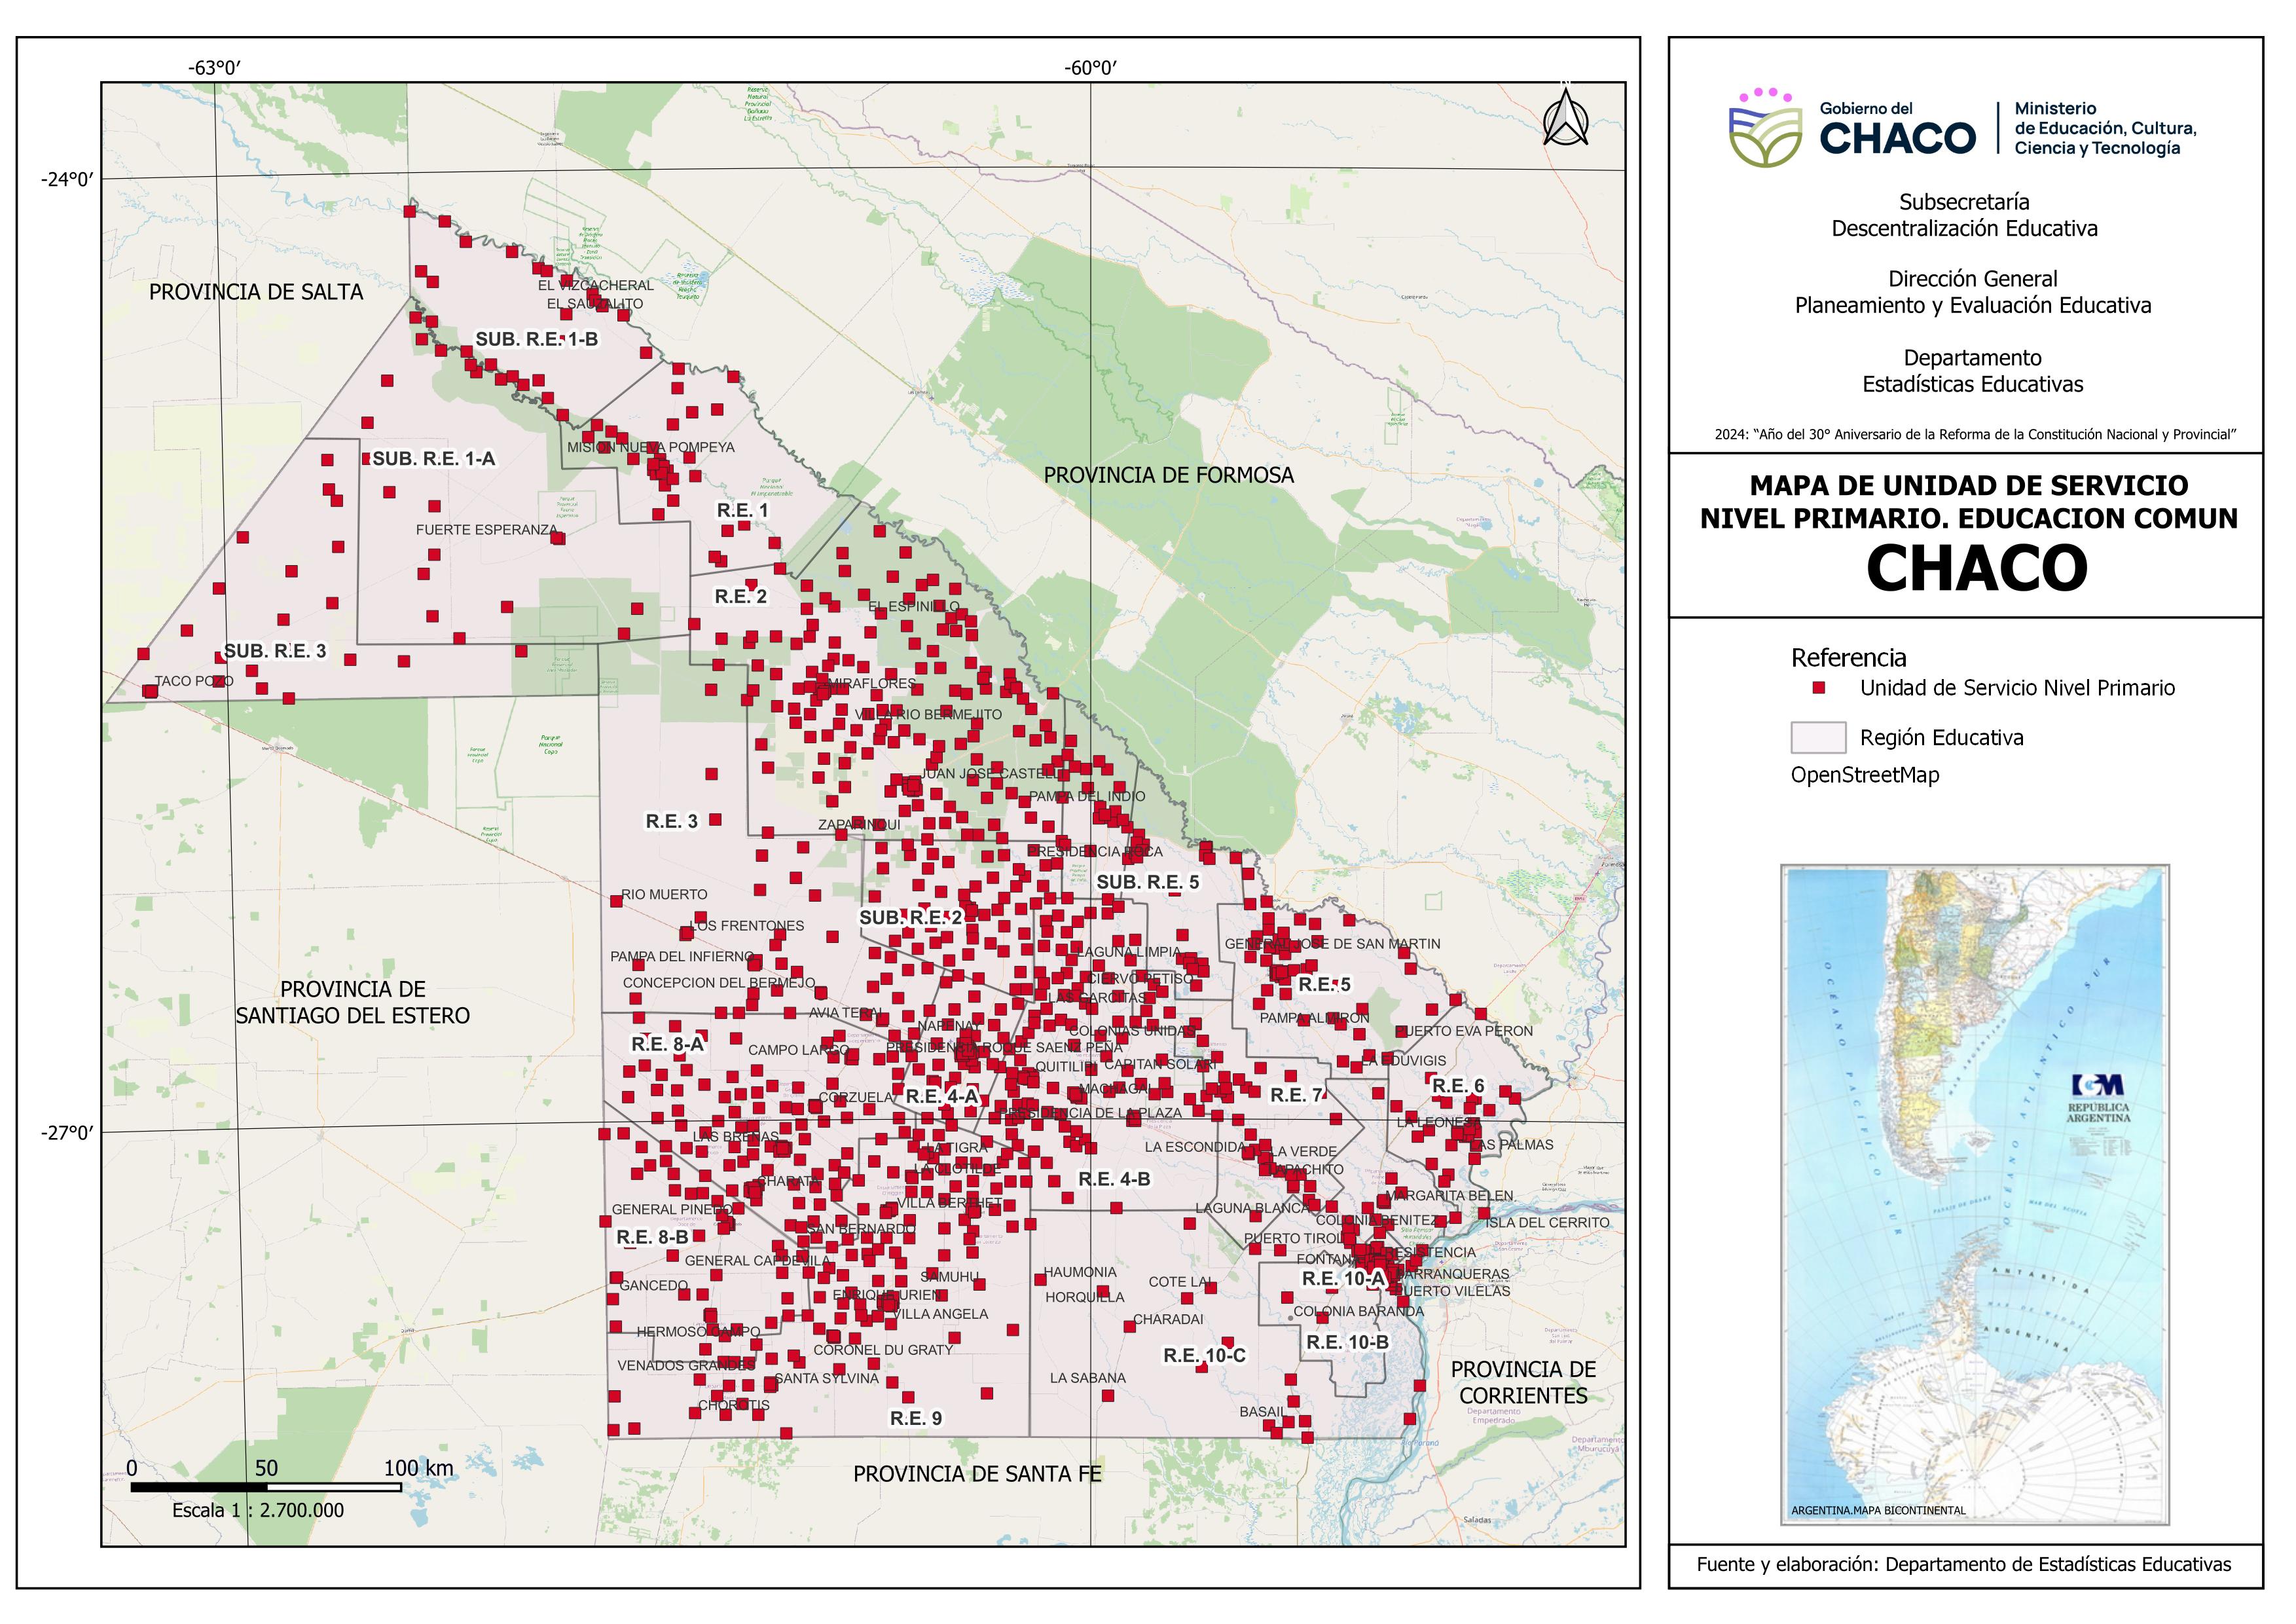 -63°0'
-60°0'
-24°0'
-27°0'
N
PROVINCIA DE SALTA
EL VIZCACHERAL
EL SAUZALITO
SUB. R.E. 1-B
MISION NUEVA POMPEYA
SUB. R.E. 1-A
PROVINCIA DE FORMOSA
R.E. 1
FUERTE ESPERANZA
R.E. 2
EL ESPINILLO
SUB. R.E. 3
TACO POZO
MIRAFLORES
VILLA RIO BERMEJITO
JUAN JOSE CASTELLI
PAMPA DEL INDIO
R.E. 3
ZAPARINQUI
PRESIDENCIA ROCA
SUB. R.E. 5
RIO MUERTO
SUB. R.E. 2
LOS FRENTONES
GENERAL JOSE DE SAN MARTIN
PAMPA DEL INFIERNO
LAGUNA LIMPIA
CONCEPCION DEL BERMEJO
CIERVO PETISO
R.E. 5
PROVINCIA DE
SANTIAGO DEL ESTERO
LAS GARCITAS
AVIA TERAI
PAMPA ALMIRON
NAPENAY
COLONIAS UNIDAS
PUERTO EVA PERON
R.E. 8-A
CAMPO LARGO
PRESIDENCIA ROQUE SAENZ PEÑA
QUITILIPI
CAPITAN SOLARI
LA EDUVIGIS
R.E. 6
MACHAGAI
R.E. 7
CORZUELA
R.E. 4-A
PRESIDENCIA DE LA PLAZA
LA LEONESA
LAS BREÑAS
LA TIGRA
LA ESCONDIDA
LA VERDE
LAS PALMAS
LA CLOTILDE
LAPACHITO
CHARATA
R.E. 4-B
MARGARITA BELEN
VILLA BERTHET
GENERAL PINEDO
LAGUNA BLANCA
COLONIA BENITEZ
ISLA DEL CERRITO
SAN BERNARDO
R.E. 8-B
PUERTO TIROL
GENERAL CAPDEVILA
FONTANA
RESISTENCIA
SAMUHU
HAUMONIA
R.E. 10-A
BARRANQUERAS
GANCEDO
COTE LAI
PUERTO VILELAS
ENRIQUE URIEN
HORQUILLA
VILLA ANGELA
CHARADAI
COLONIA BARANDA
HERMOSO CAMPO
R.E. 10-B
CORONEL DU GRATY
R.E. 10-C
VENADOS GRANDES
SANTA SYLVINA
LA SABANA
PROVINCIA DE
CORRIENTES
CHOROTIS
R.E. 9
BASAIL
PROVINCIA DE SANTA FE
0 50 100 km
Escala 1 : 2.700.000
Saladas
Gobierno del
CHACO
Ministerio
de Educación, Cultura,
Ciencia y Tecnología
Subsecretaría
Descentralización Educativa
Dirección General
Planeamiento y Evaluación Educativa
Departamento
Estadísticas Educativas
2024: “Año del 30° Aniversario de la Reforma de la Constitución Nacional y Provincial”
MAPA DE UNIDAD DE SERVICIO
NIVEL PRIMARIO. EDUCACION COMUN
CHACO
Referencia
Unidad de Servicio Nivel Primario
Región Educativa
OpenStreetMap
OCEANO PACIFICO SUR
OCEANO ATLANTICO SUR
IGM
REPUBLICA
ARGENTINA
ANTARTIDA
ARGENTINA
ARGENTINA.MAPA BICONTINENTAL
Fuente y elaboración: Departamento de Estadísticas Educativas